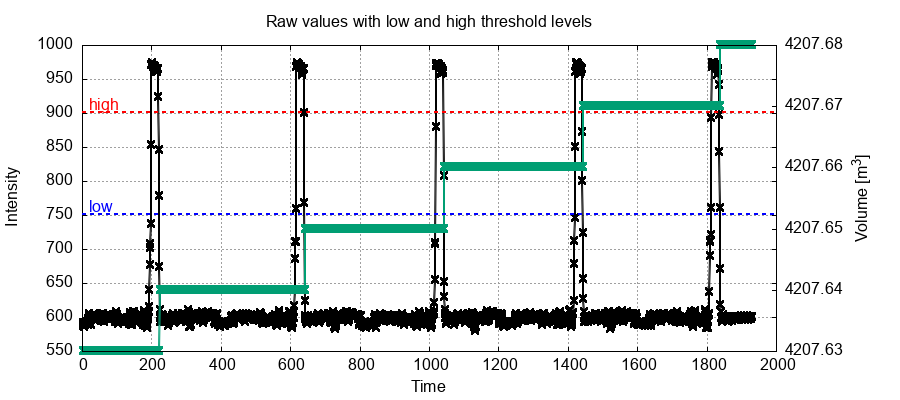 Raw values with low and high threshold levels
1000 4207.68
950
900 high 4207.67
850
800 4207.66
750 low 4207.65
700
650 4207.64
600
550 4207.63
0 200 400 600 800 1000 1200 1400 1600 1800 2000
Time
Intensity
Volume [m³]